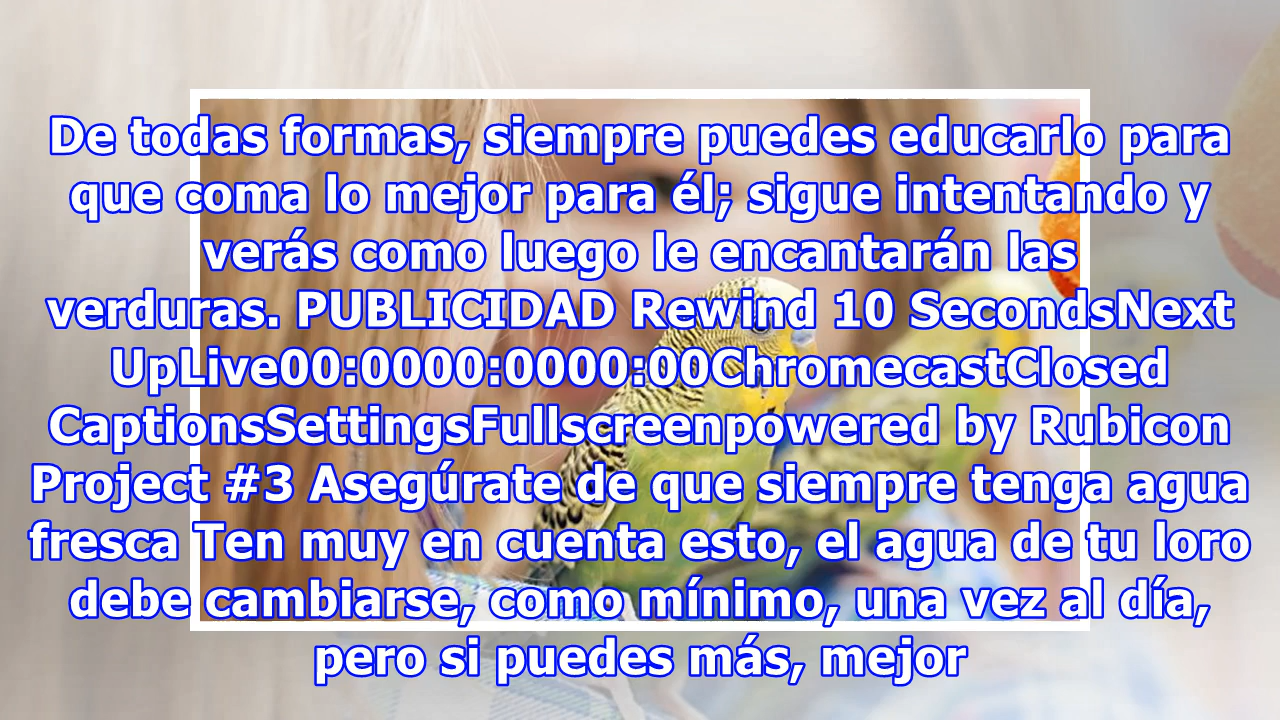 De todas formas, siempre puedes educarlo para
que coma lo mejor para él; sigue intentando y
verás como luego le encantarán las
verduras. PUBLICIDAD Rewind 10 SecondsNext
UpLive00:0000:0000:00ChromecastClosed
CaptionsSettingsFullscreenpowered by Rubicon
Project #3 Asegúrate de que siempre tenga agua
fresca Ten muy en cuenta esto, el agua de tu loro
debe cambiarse, como mínimo, una vez al día,
pero si puedes más, mejor